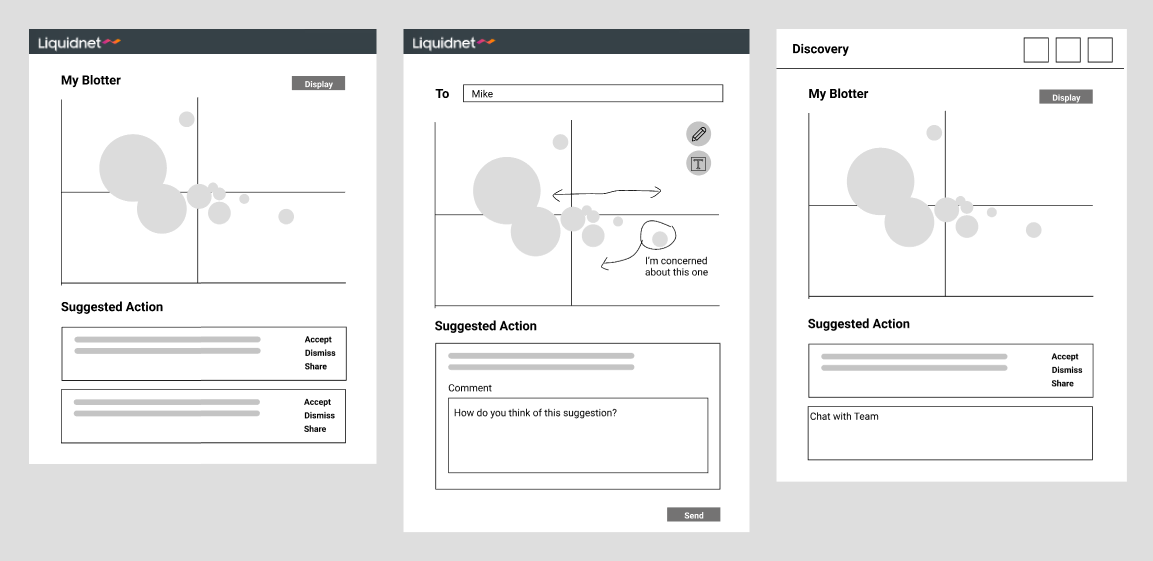 Liquidnet
My Blotter
Display
Suggested Action
Accept
Dismiss
Share
Accept
Dismiss
Share
Liquidnet
To
Mike
T
I'm concerned
about this one
Suggested Action
Comment
How do you think of this suggestion?
Send
Discovery
My Blotter
Display
Suggested Action
Accept
Dismiss
Share
Chat with Team